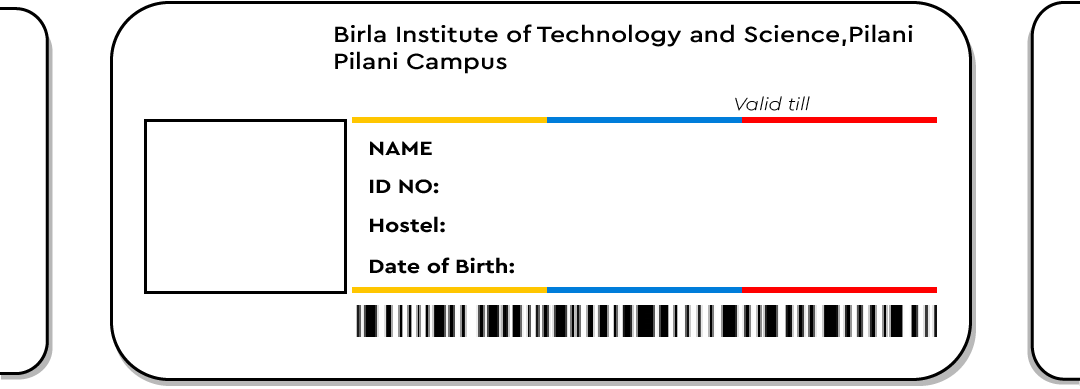 Birla Institute of Technology and Science,Pilani
Pilani Campus
Valid till
NAME
ID NO:
Hostel:
Date of Birth: